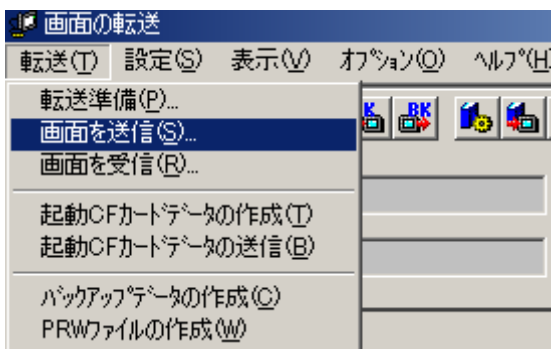 画面の転送
転送(T) 設定(S) 表示(V) オプション(O) ヘルプ(H
転送準備(P)...
画面を送信(S)...
画面を受信(R)...
起動CFカードデータの作成(T)
起動CFカードデータの送信(B)
バックアップデータの作成(C)
PRWファイルの作成(W)
BK